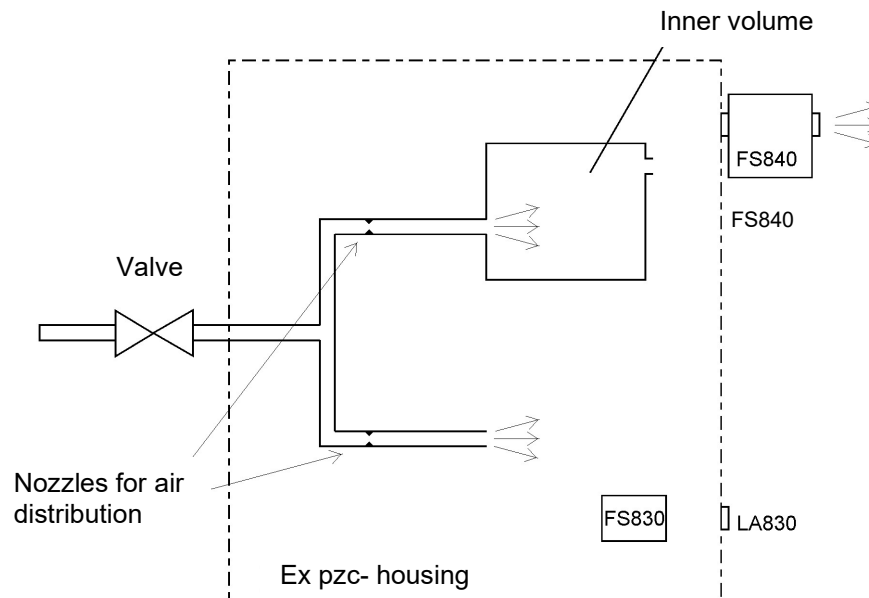 Inner volume
FS840
FS840
Valve
Nozzles for air
distribution
FS830
LA830
Ex pzc- housing